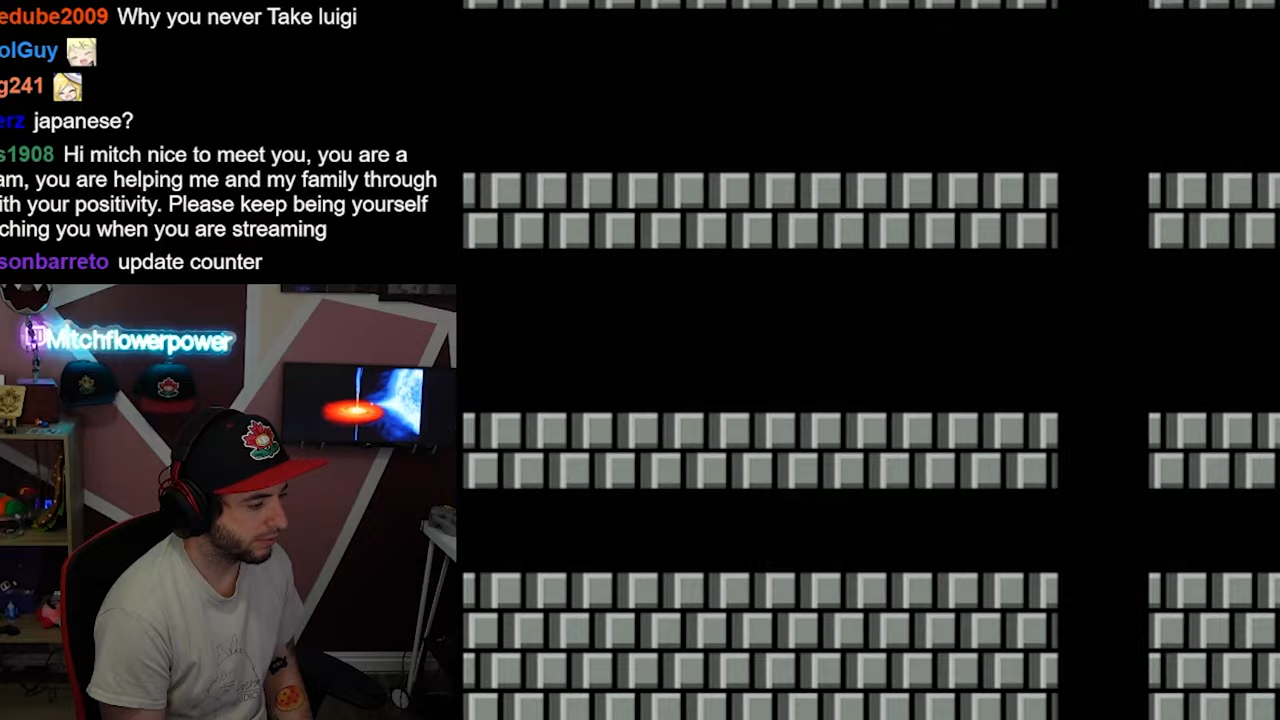 edube2009 Why you never Take luigi
olGuy
g241
erz japanese?
s1908 Hi mitch nice to meet you, you are a
am, you are helping me and my family through
ith your positivity. Please keep being yourself
ching you when you are streaming
sonbarreto update counter
Mitchflowerpower